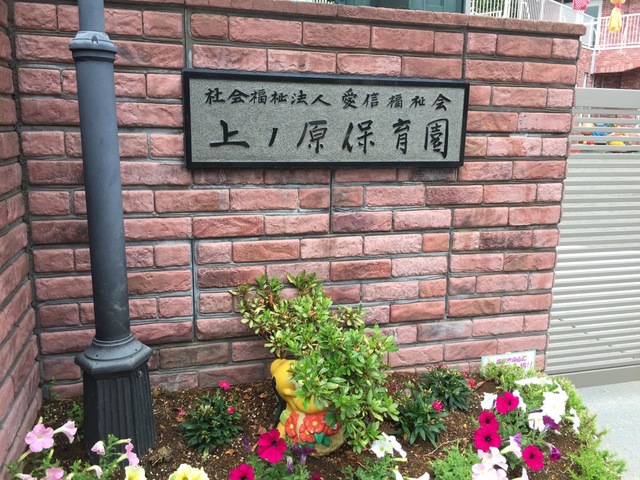 社会福祉法人 愛信福祉会
上ノ原保育園